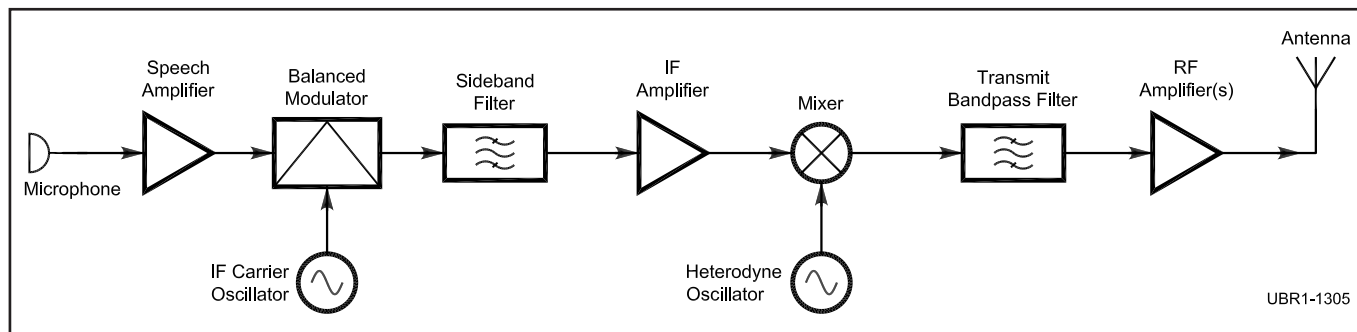 Antenna
Speech
Amplifier
Balanced
Modulator
Sideband
Filter
IF
Amplifier
Mixer
Transmit
Bandpass Filter
RF
Amplifier(s)
Microphone
IF Carrier
Oscillator
Heterodyne
Oscillator
UBR1-1305